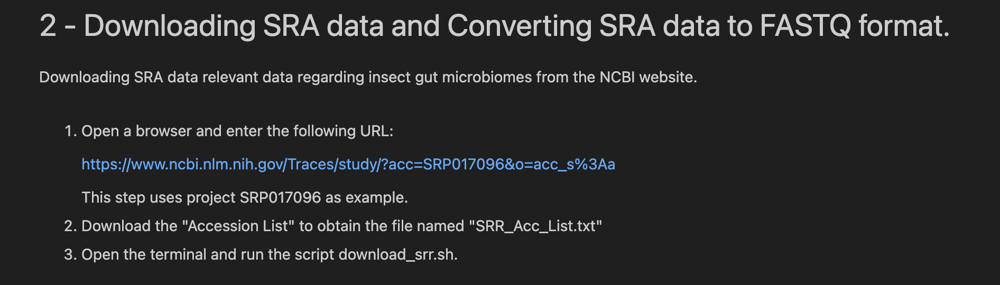 2 - Downloading SRA data and Converting SRA data to FASTQ format.
Downloading SRA data relevant data regarding insect gut microbiomes from the NCBI website.
1. Open a browser and enter the following URL:
https://www.ncbi.nlm.nih.gov/Traces/study/?acc=SRP017096&o=acc_s%3Aa
This step uses project SRP017096 as example.
2. Download the "Accession List" to obtain the file named "SRR_Acc_List.txt"
3. Open the terminal and run the script download_srr.sh.